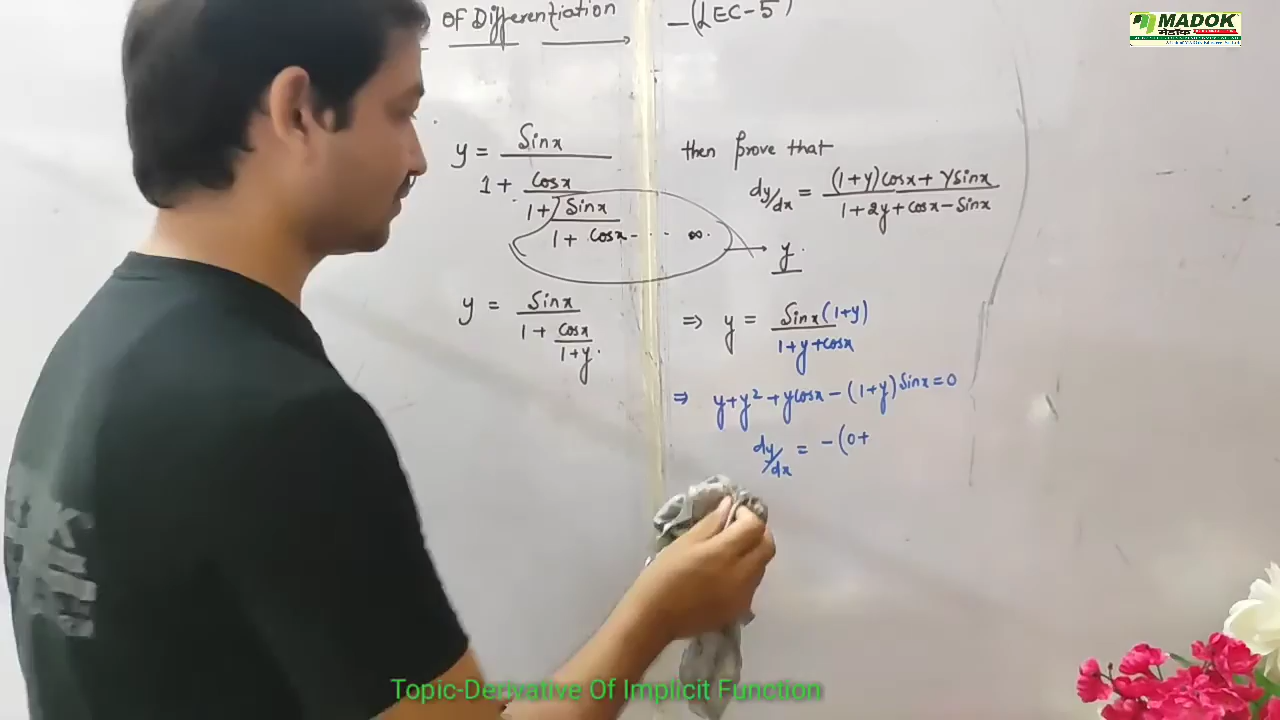 Of Differentiation —(LEC-5)
MADOK
y = Sinx / 1 + Cosx / 1 + Sinx / 1 + Cosx - - - - ∞.
then prove that
dy/dx = (1+y)Cosx + ysinx / 1 + 2y + Cosx - Sinx
y.
y = Sinx / 1 + Cosx / 1+y.
⇒ y = Sinx(1+y) / 1+y+Cosx
⇒ y+y² + yCosx - (1+y)Sinx=0
dy/dx = -(0+
Topic-Derivative Of Implicit Function